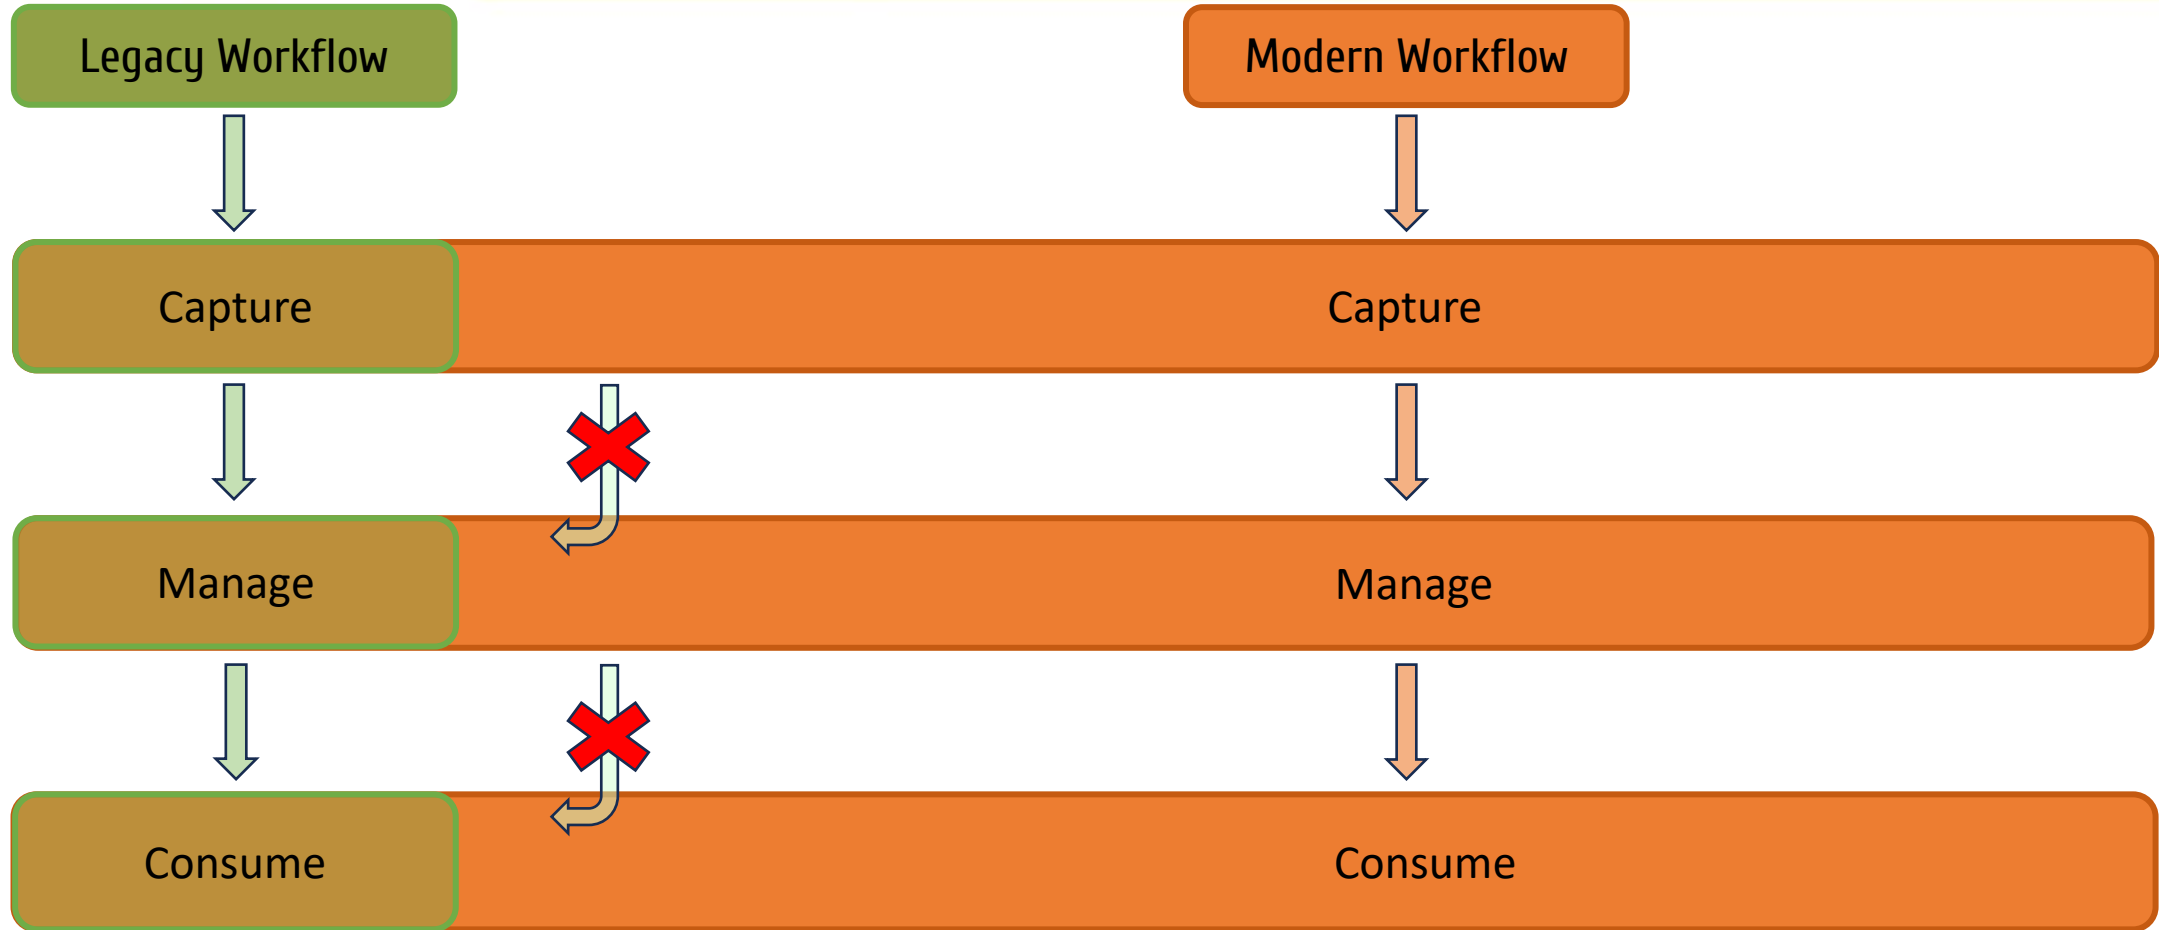 Legacy Workflow
Modern Workflow
Capture
Capture
Manage
Manage
Consume
Consume